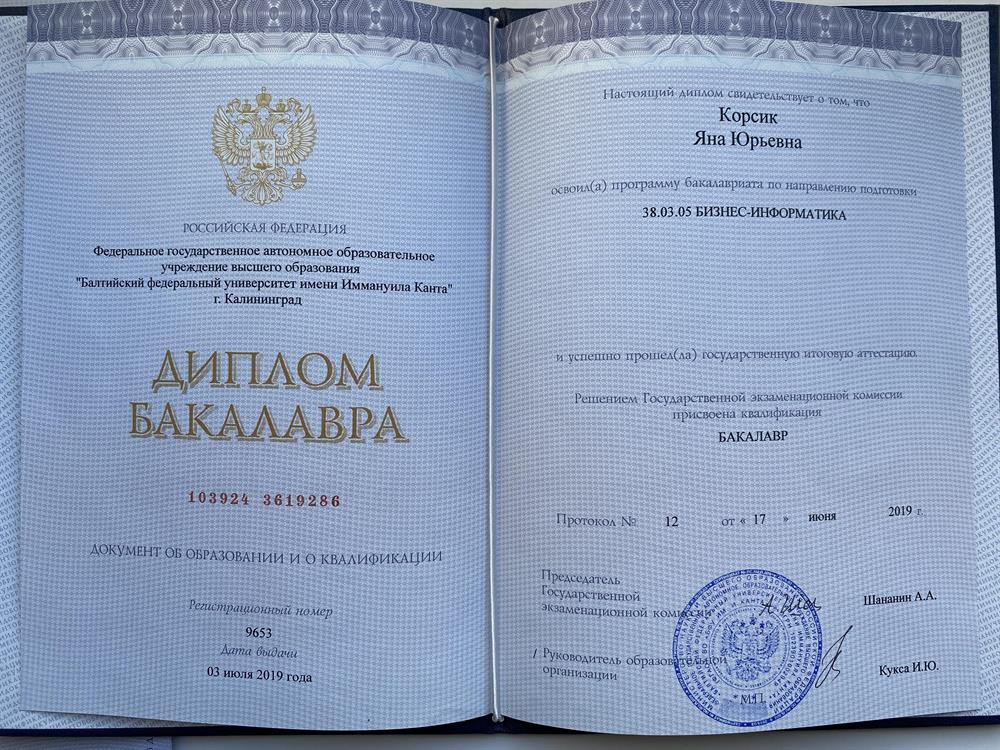 РОССИЙСКАЯ ФЕДЕРАЦИЯ
Федеральное государственное автономное образовательное
учреждение высшего образования
"Балтийский федеральный университет имени Иммануила Канта"
г. Калининград
ДИПЛОМ
БАКАЛАВРА
103924 3619286
ДОКУМЕНТ ОБ ОБРАЗОВАНИИ И О КВАЛИФИКАЦИИ
Регистрационный номер
9653
Дата выдачи
03 июля 2019 года
Настоящий диплом свидетельствует о том, что
Корсик
Яна Юрьевна
освоил(а) программу бакалавриата по направлению подготовки
38.03.05 БИЗНЕС-ИНФОРМАТИКА
и успешно прошел(ла) государственную итоговую аттестацию.
Решением Государственной экзаменационной комиссии
присвоена квалификация
БАКАЛАВР
Протокол № 12 от « 17 » июня 2019 г.
Председатель
Государственной
экзаменационной комиссии
Шананин А.А.
/ Руководитель образовательной
организации
Кукса И.Ю.
М.П.